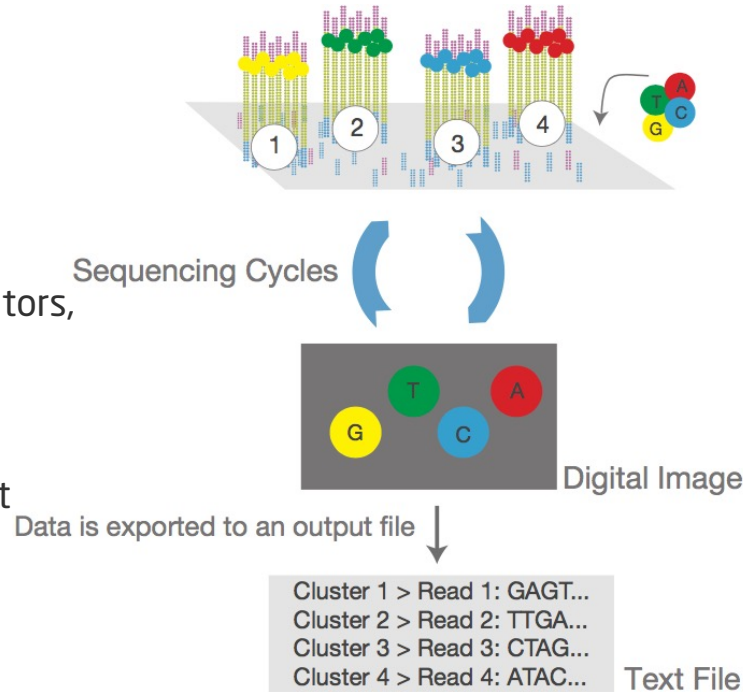 2
4
1
3
A
T
C
G
Sequencing Cycles
tors,
T
A
G
C
Digital Image
t
Data is exported to an output file
Cluster 1 > Read 1: GAGT...
Cluster 2 > Read 2: TTGA...
Cluster 3 > Read 3: CTAG...
Cluster 4 > Read 4: ATAC...
Text File